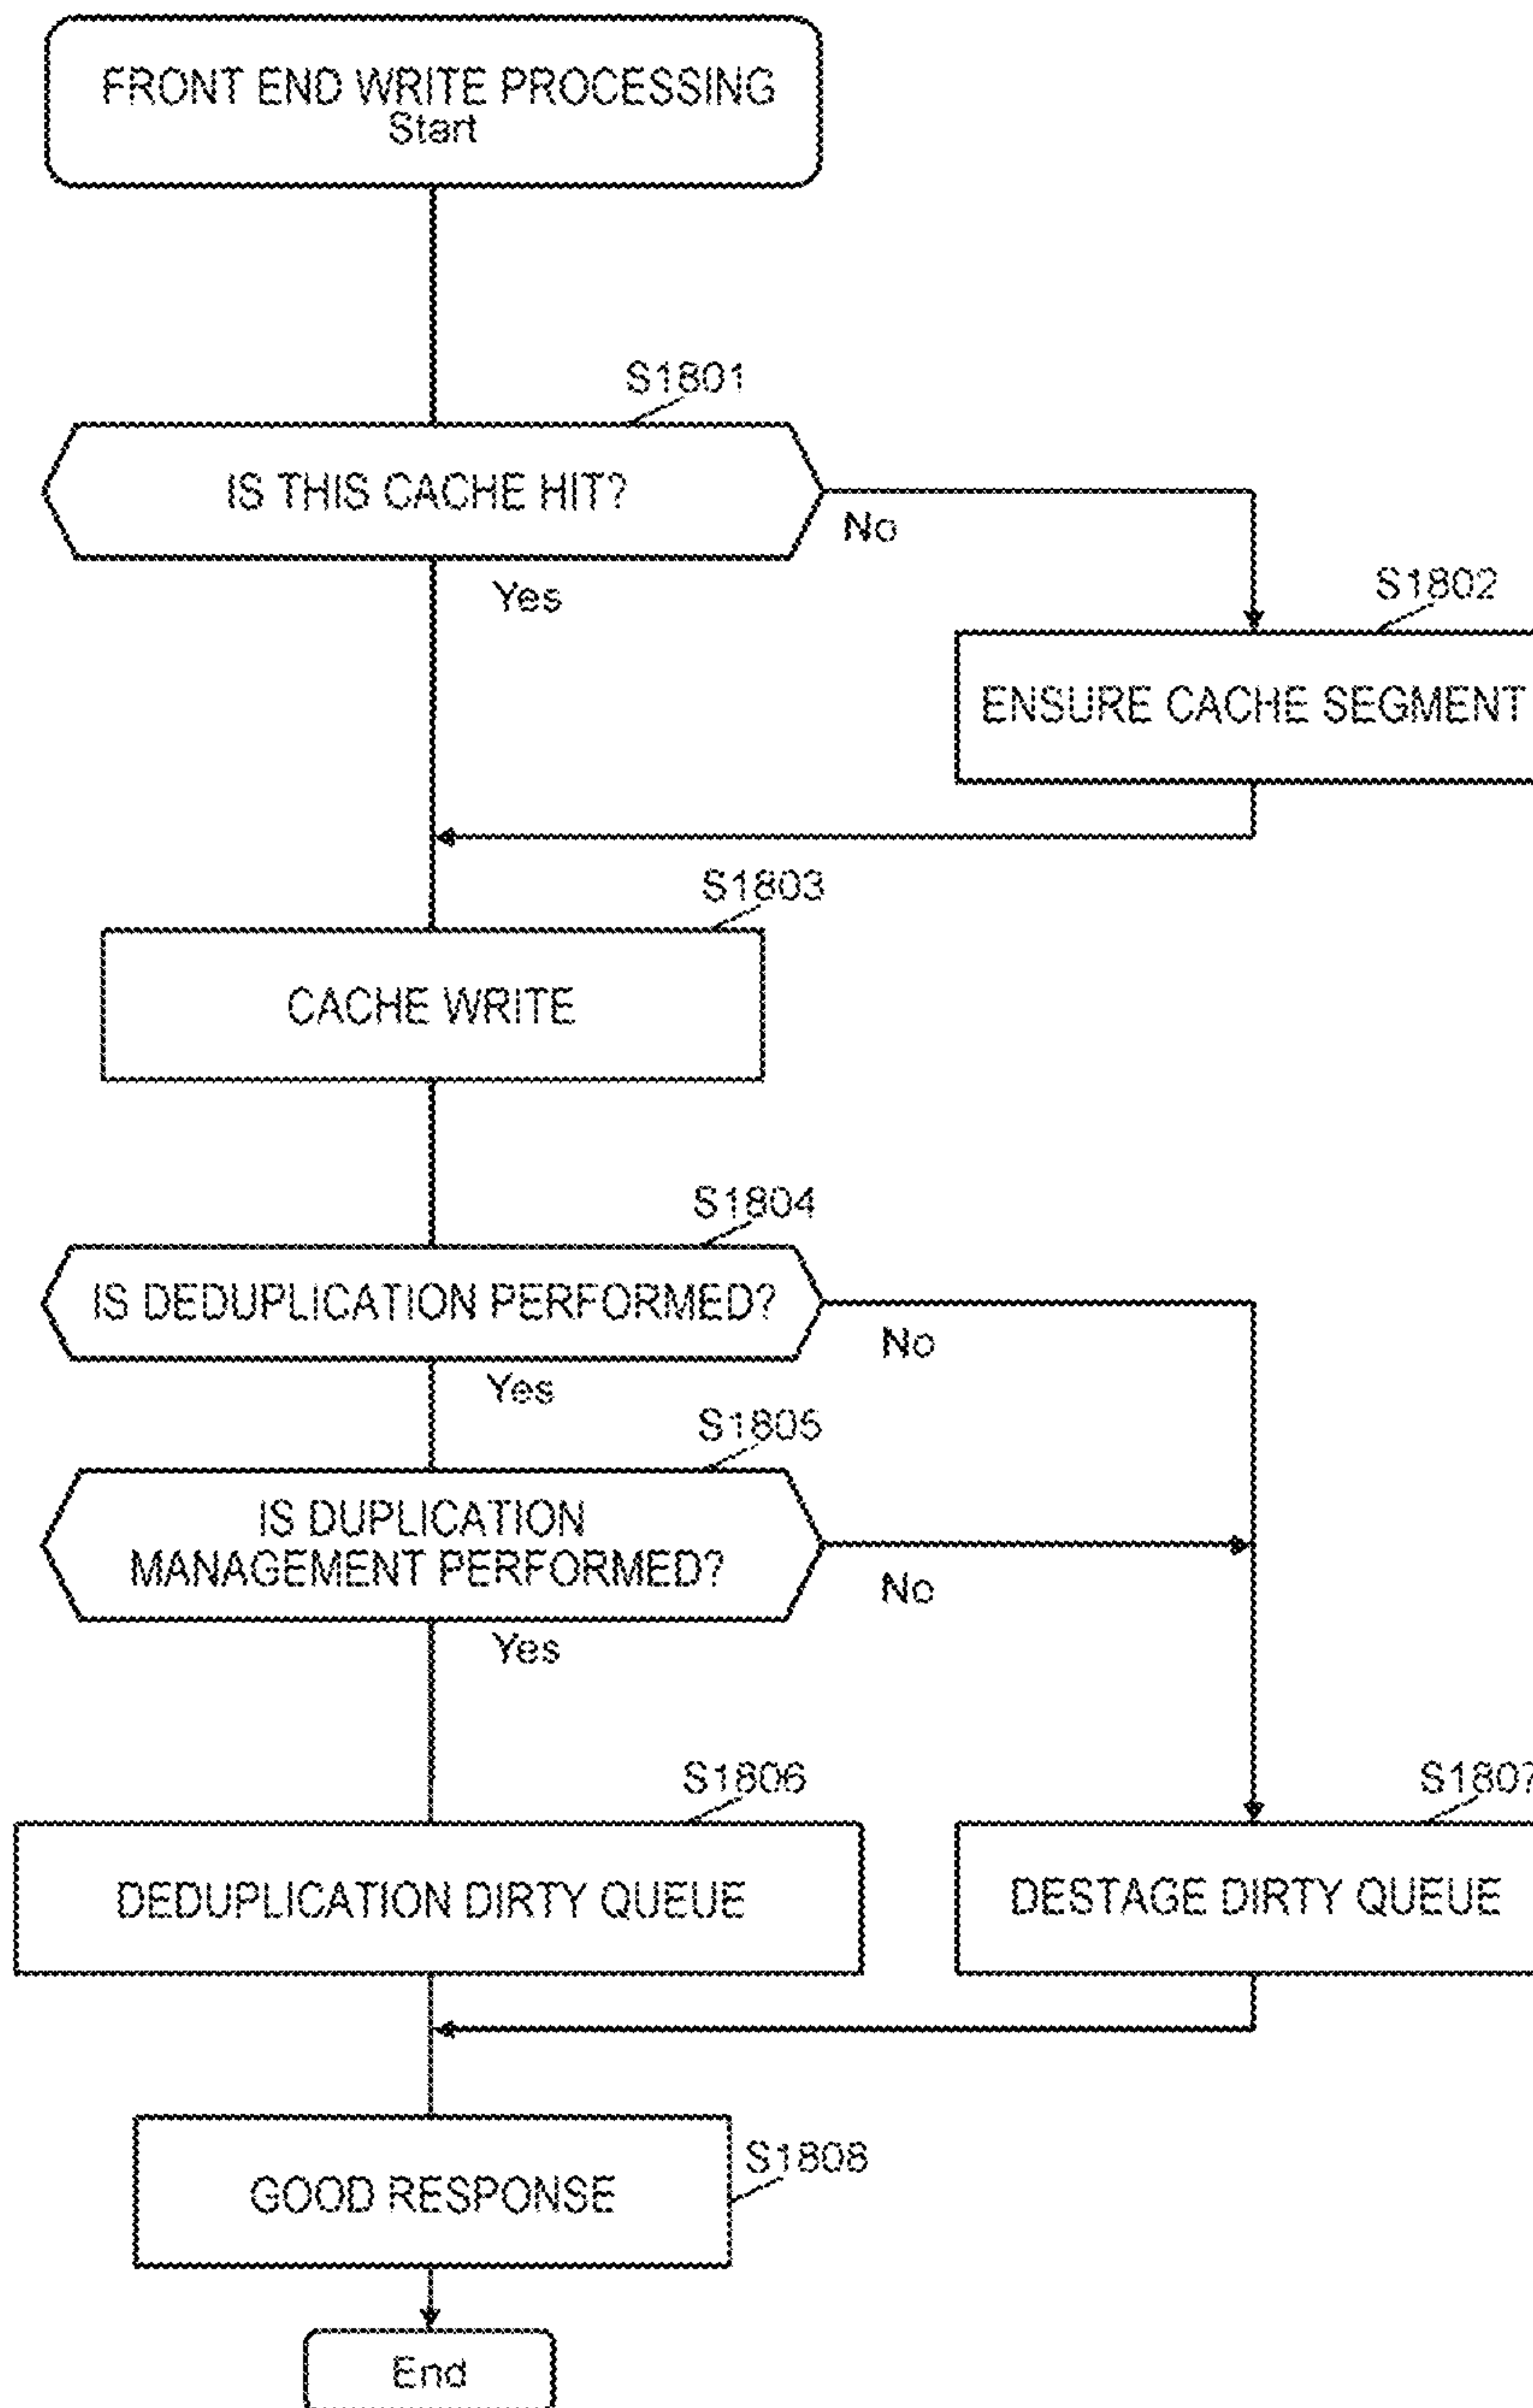 FRONT END WRITE PROCESSING
Start
S1801
IS THIS CACHE HIT?
No
Yes
S1802
ENSURE CACHE SEGMENT
S1803
CACHE WRITE
S1804
IS DEDUPLICATION PERFORMED?
No
Yes
S1805
IS DUPLICATION
MANAGEMENT PERFORMED?
No
Yes
S1806
S1807
DEDUPLICATION DIRTY QUEUE
DESTAGE DIRTY QUEUE
S1808
GOOD RESPONSE
End